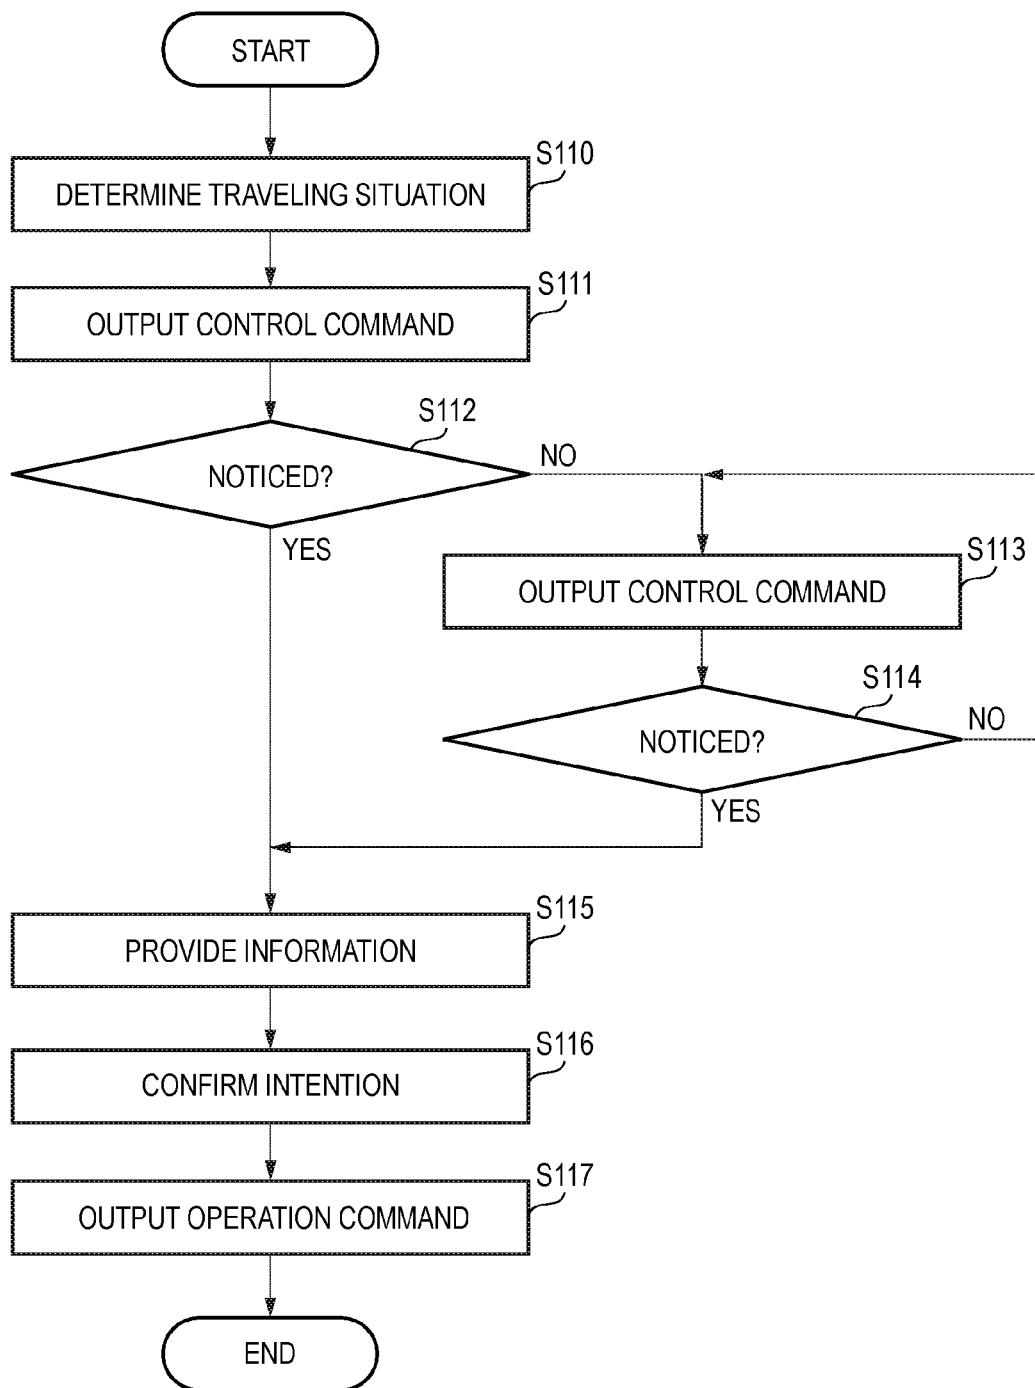 START
S110
DETERMINE TRAVELING SITUATION
S111
OUTPUT CONTROL COMMAND
S112
NOTICED?
NO
YES
S113
OUTPUT CONTROL COMMAND
S114
NOTICED?
NO
YES
S115
PROVIDE INFORMATION
S116
CONFIRM INTENTION
S117
OUTPUT OPERATION COMMAND
END